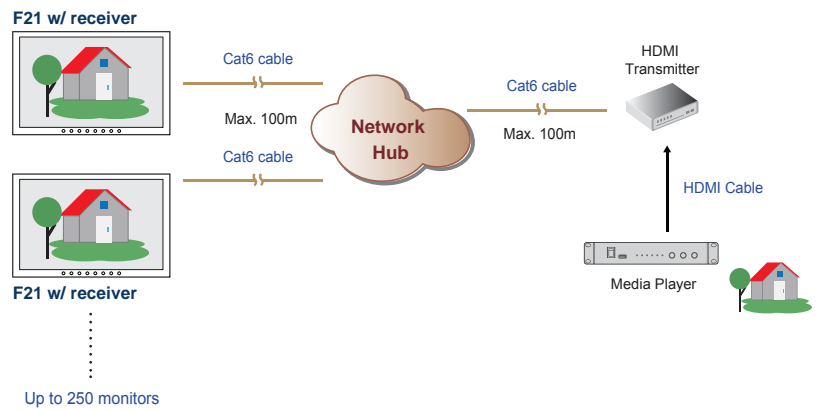 F21 w/ receiver
Cat6 cable
Max. 100m
Cat6 cable
F21 w/ receiver
Up to 250 monitors
Network
Hub
Cat6 cable
Max. 100m
HDMI
Transmitter
HDMI Cable
Media Player